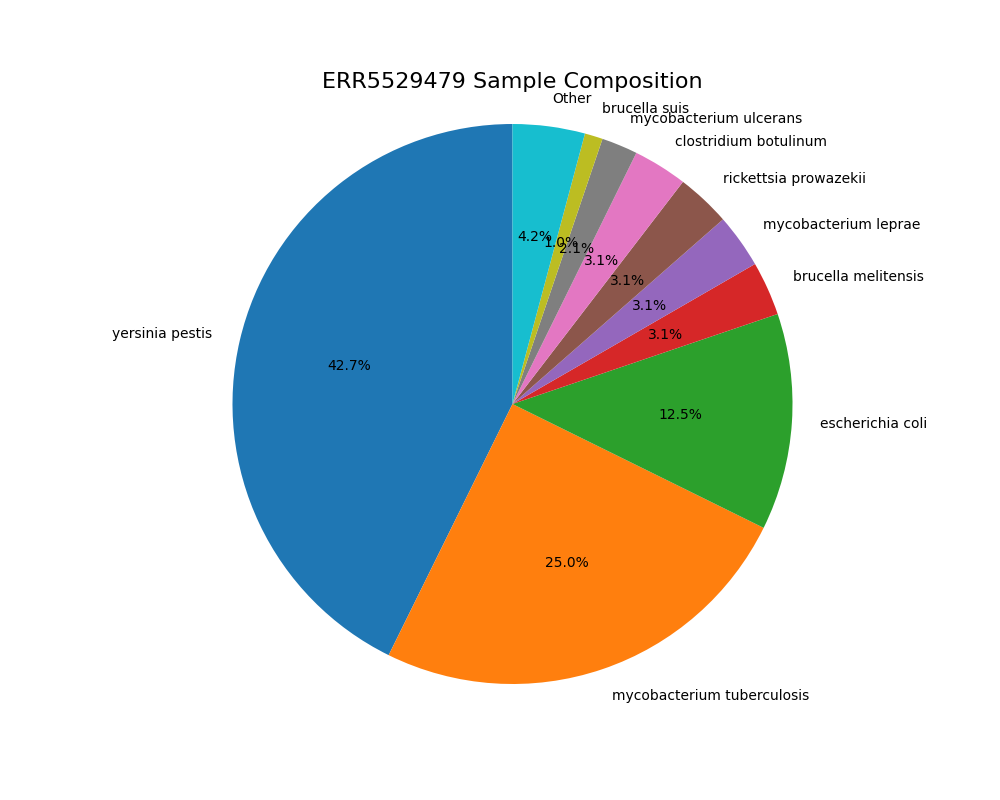 ERR5529479 Sample Composition
Other
brucella suis
mycobacterium ulcerans
clostridium botulinum
rickettsia prowazekii
mycobacterium leprae
brucella melitensis
escherichia coli
mycobacterium tuberculosis
yersinia pestis
4.2%
1.0%
2.1%
3.1%
3.1%
3.1%
3.1%
12.5%
25.0%
42.7%